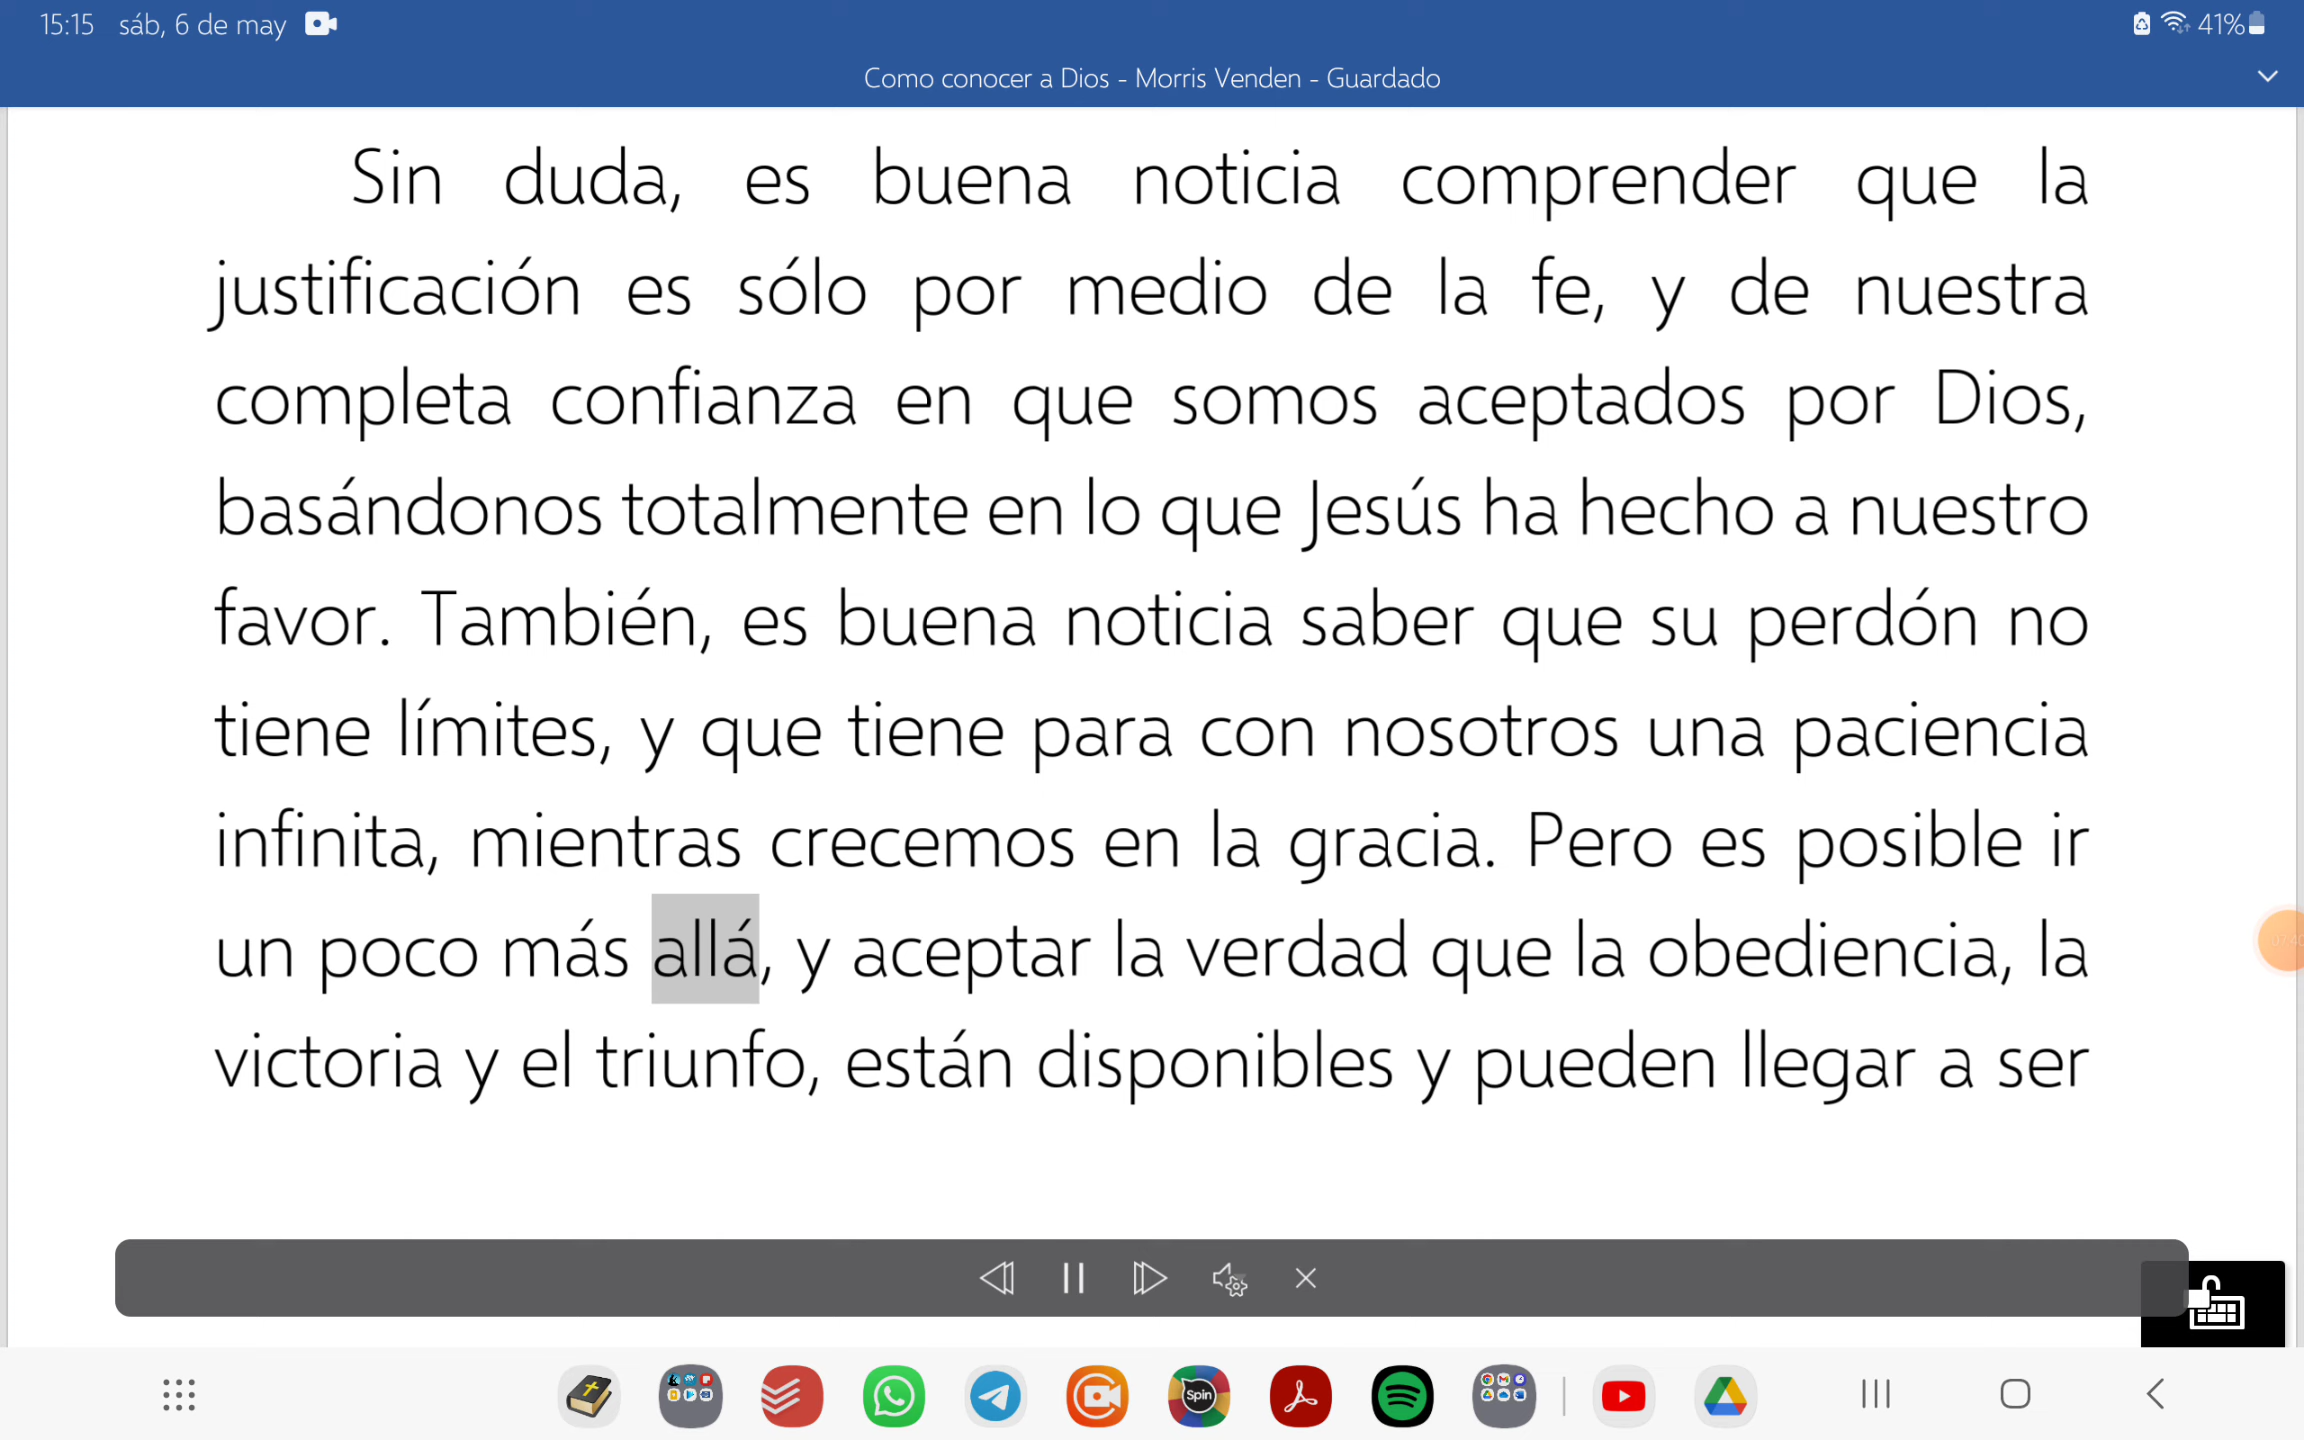 15:15 sáb, 6 de may
41%
Como conocer a Dios - Morris Venden - Guardado
Sin duda, es buena noticia comprender que la
justificación es sólo por medio de la fe, y de nuestra
completa confianza en que somos aceptados por Dios,
basándonos totalmente en lo que Jesús ha hecho a nuestro
favor. También, es buena noticia saber que su perdón no
tiene límites, y que tiene para con nosotros una paciencia
infinita, mientras crecemos en la gracia. Pero es posible ir
un poco más allá, y aceptar la verdad que la obediencia, la
victoria y el triunfo, están disponibles y pueden llegar a ser
Spin